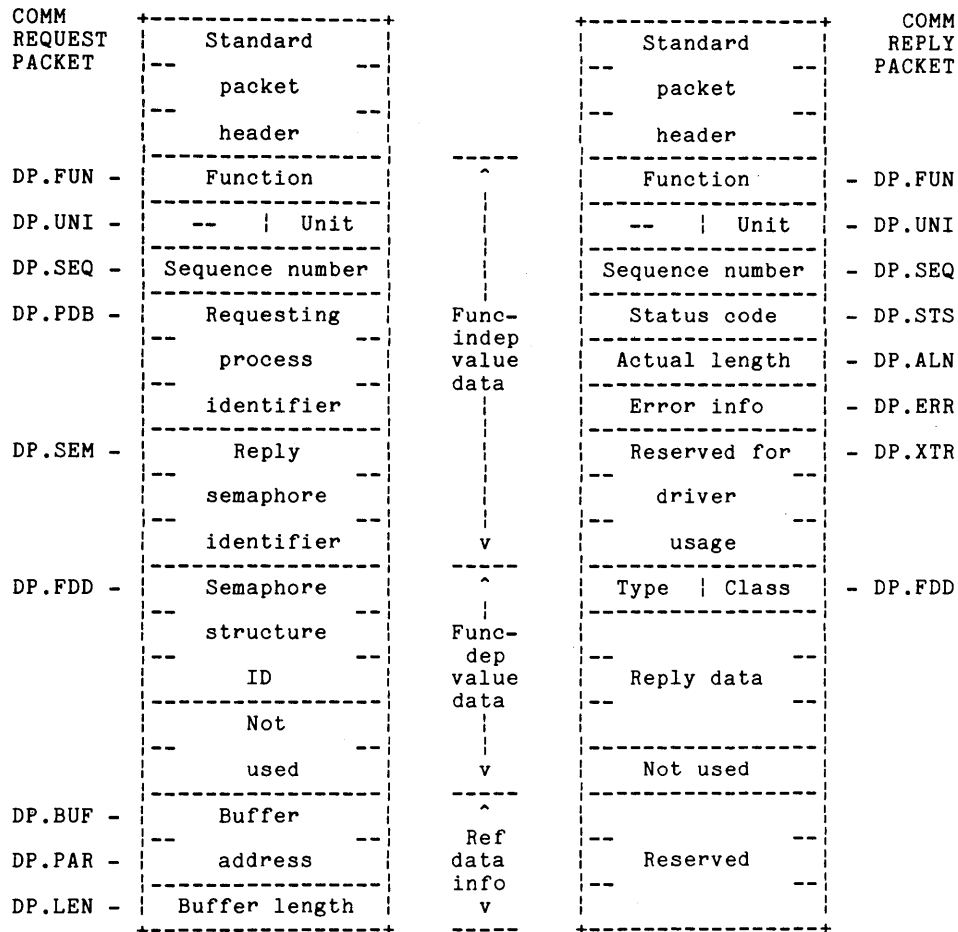 COMM REQUEST PACKET +------------------+ +------------------+ COMM REPLY PACKET
| Standard | | Standard |
|-- --| |-- --|
| packet | | packet |
|-- --| |-- --|
| header | | header |
|------------------| ----- |------------------|
DP.FUN - | Function | ^ | Function | - DP.FUN
|------------------| |------------------|
DP.UNI - | -- | Unit | | -- | Unit | - DP.UNI
|------------------| |------------------|
DP.SEQ - | Sequence number | | Sequence number | - DP.SEQ
|------------------| |------------------|
DP.PDB - | Requesting | Func- | Status code | - DP.STS
|-- --| indep |------------------|
| process | value | Actual length | - DP.ALN
|-- --| data |------------------|
| identifier | | Error info | - DP.ERR
|------------------| |------------------|
DP.SEM - | Reply | | Reserved for | - DP.XTR
|-- --| |-- --|
| semaphore | | driver |
|-- --| |-- --|
| identifier | v | usage |
|------------------| ----- |------------------|
DP.FDD - | Semaphore | ^ | Type | Class | - DP.FDD
|-- --| |------------------|
| structure | Func- | |
|-- --| dep |-- --|
| ID | value | Reply data |
|------------------| data |-- --|
| Not | | |
|-- --| |------------------|
| used | v | Not used |
|------------------| ----- |------------------|
DP.BUF - | Buffer | ^ | |
|-- --| Ref |-- --|
DP.PAR - | address | data | Reserved |
|------------------| info |-- --|
DP.LEN - | Buffer length | v | |
+------------------+ ----- +------------------+